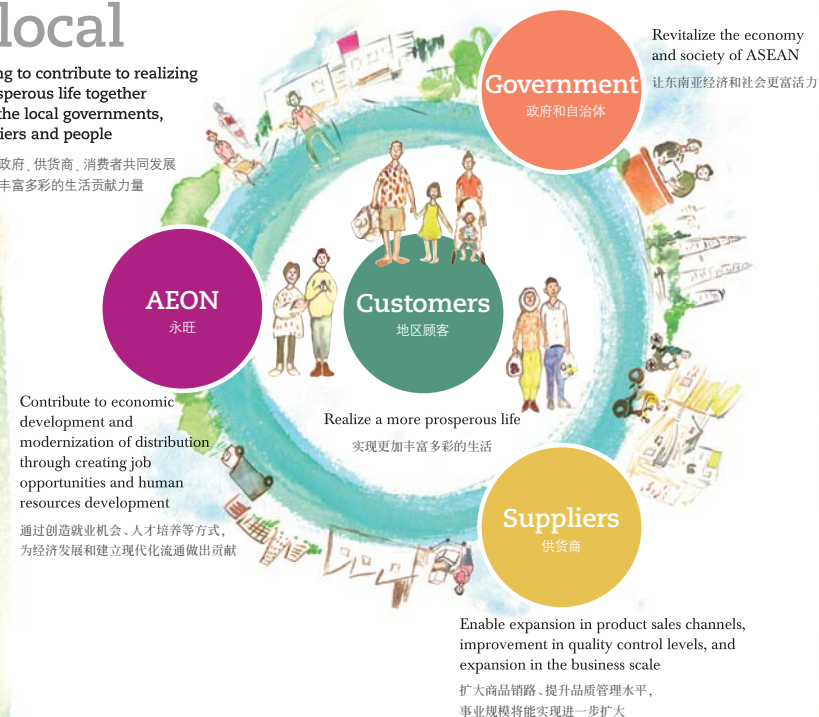 local
ng to contribute to realizing
sperous life together
the local governments,
iers and people
政府、供货商、消费者共同发展
丰富多彩的生活贡献力量
Government
政府和自治体
Revitalize the economy
and society of ASEAN
让东南亚经济和社会更富活力
AEON
永旺
Customers
地区顾客
Contribute to economic
development and
modernization of distribution
through creating job
opportunities and human
resources development
通过创造就业机会、人才培养等方式，
为经济发展和建立现代化流通做出贡献
Realize a more prosperous life
实现更加丰富多彩的生活
Suppliers
供货商
Enable expansion in product sales channels,
improvement in quality control levels, and
expansion in the business scale
扩大商品销路、提升品质管理水平，
事业规模将能实现进一步扩大